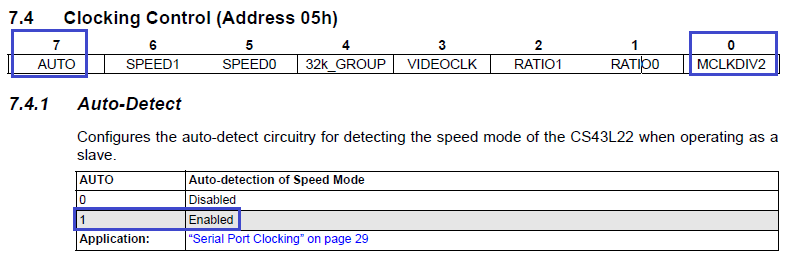 7.4 Clocking Control (Address 05h)
7 6 5 4 3 2 1 0
AUTO SPEED1 SPEED0 32k_GROUP VIDEOCLK RATIO1 RATIO0 MCLKDIV2
7.4.1 Auto-Detect
Configures the auto-detect circuitry for detecting the speed mode of the CS43L22 when operating as a
slave.
AUTO Auto-detection of Speed Mode
0 Disabled
1 Enabled
Application: “Serial Port Clocking” on page 29